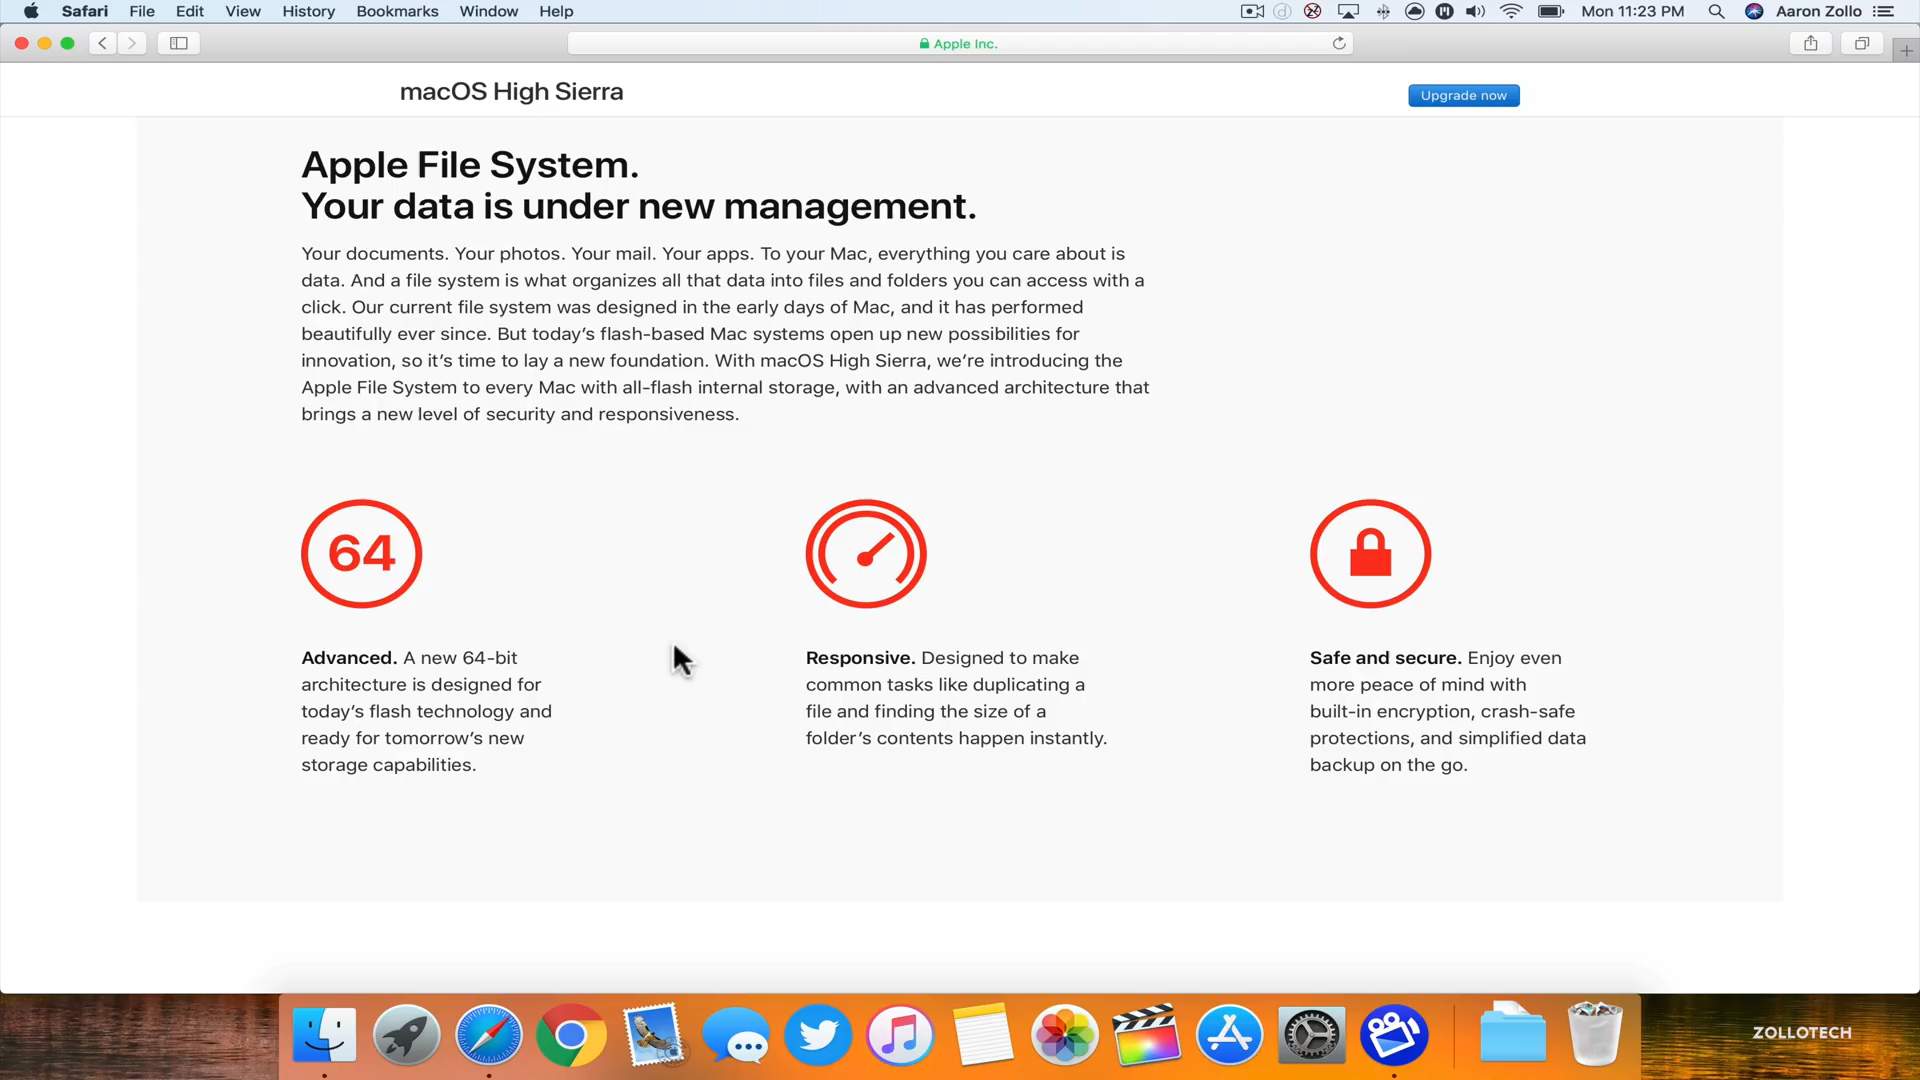 Safari File Edit View History Bookmarks Window Help Mon 11:23 PM Aaron Zollo
Apple Inc.
macOS High Sierra
Upgrade now
Apple File System.
Your data is under new management.
Your documents. Your photos. Your mail. Your apps. To your Mac, everything you care about is
data. And a file system is what organizes all that data into files and folders you can access with a
click. Our current file system was designed in the early days of Mac, and it has performed
beautifully ever since. But today’s flash-based Mac systems open up new possibilities for
innovation, so it’s time to lay a new foundation. With macOS High Sierra, we’re introducing the
Apple File System to every Mac with all-flash internal storage, with an advanced architecture that
brings a new level of security and responsiveness.
64
Advanced. A new 64-bit
architecture is designed for
today’s flash technology and
ready for tomorrow’s new
storage capabilities.
Responsive. Designed to make
common tasks like duplicating a
file and finding the size of a
folder’s contents happen instantly.
Safe and secure. Enjoy even
more peace of mind with
built-in encryption, crash-safe
protections, and simplified data
backup on the go.
ZOLLOTECH